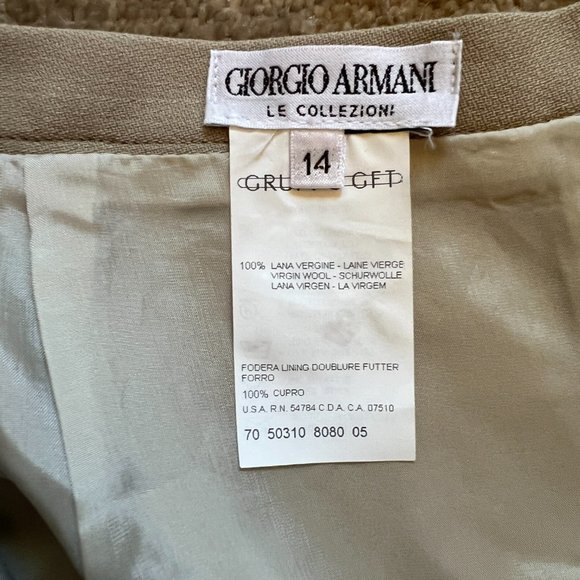 GIORGIO ARMANI
LE COLLEZIONI
14
GFT
100% LANA VERGINE - LAINE VIERGE
VIRGIN WOOL - SCHURWOLLE
LANA VIRGEN - LA VIRGEM
FODERA LINING DOUBLURE FUTTER
FORRO
100% CUPRO
U.S.A. R.N. 54784 C D.A. C.A. 07510
70 50310 8080 05